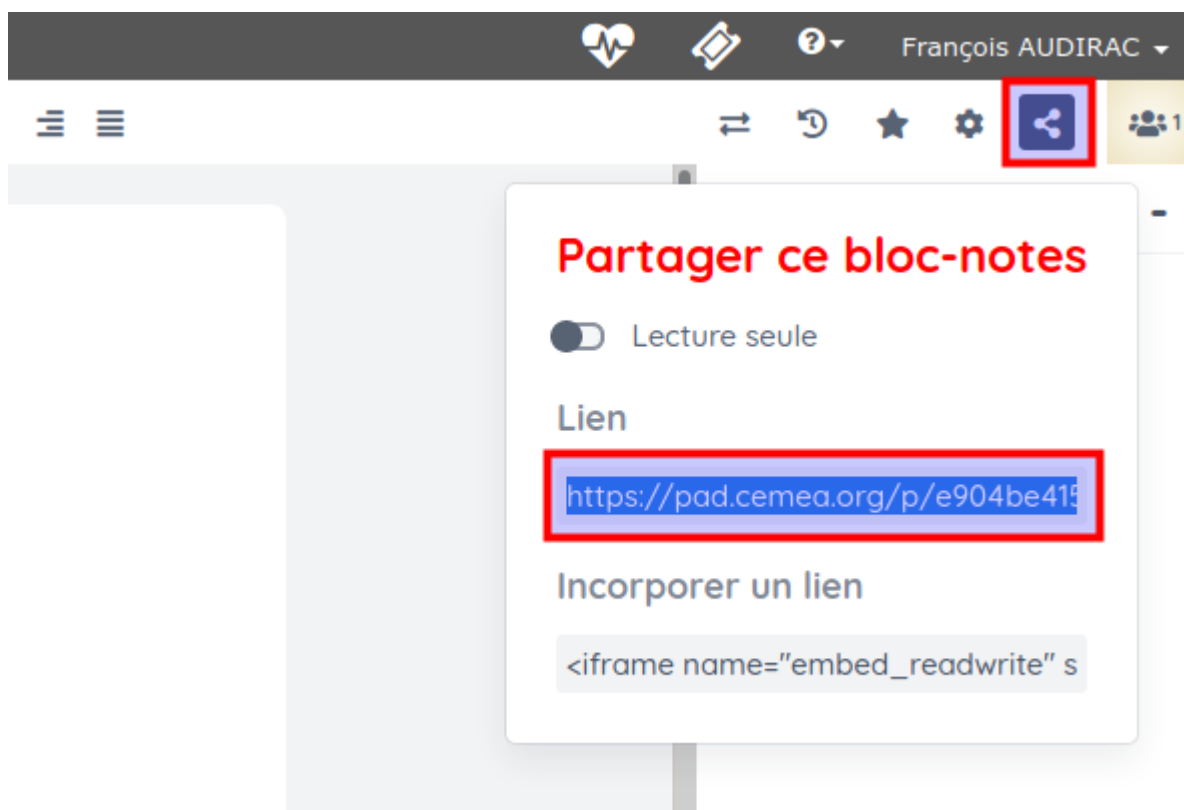 François AUDIRAC
1
Partager ce bloc-notes
Lecture seule
Lien
https://pad.cemea.org/p/e904be415
Incorporer un lien
<iframe name="embed_readwrite" s